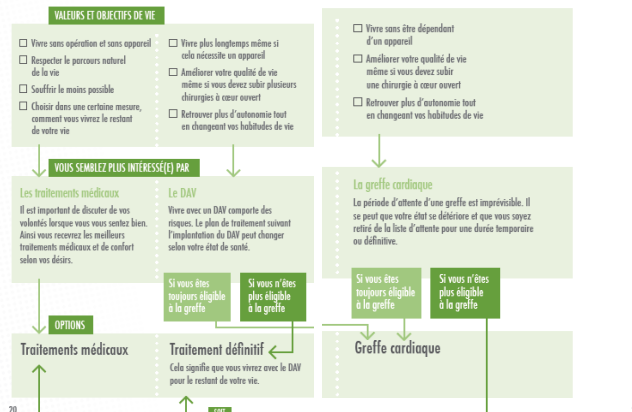 VALEURS ET OBJECTIFS DE VIE
☐ Vivre sans opération et sans appareil
☐ Respecter le parcours naturel
de la vie
☐ Souffrir le moins possible
☐ Choisir dans une certaine mesure,
comment vous vivrez le restant
de votre vie
☐ Vivre plus longtemps même si
cela nécessite un appareil
☐ Améliorer votre qualité de vie
même si vous devez subir plusieurs
chirurgies à cœur ouvert
☐ Retrouver plus d'autonomie tout
en changeant vos habitudes de vie
☐ Vivre sans être dépendant
d'un appareil
☐ Améliorer votre qualité de vie
même si vous devez subir
une chirurgie à cœur ouvert
☐ Retrouver plus d'autonomie tout
en changeant vos habitudes de vie
VOUS SEMBLEZ PLUS INTÉRESSÉ(E) PAR
Les traitements médicaux
Il est important de discuter de vos
volontés lorsque vous vous sentez bien.
Ainsi vous recevrez les meilleurs
traitements médicaux et de confort
selon vos désirs.
Le DAV
Vivre avec un DAV comporte des
risques. Le plan de traitement suivant
l'implantation du DAV peut changer
selon votre état de santé.
La greffe cardiaque
La période d'attente d'une greffe est imprévisible. Il
se peut que votre état se détériore et que vous soyez
retiré de la liste d'attente pour une durée temporaire
ou définitive.
Si vous êtes
toujours éligible
à la greffe
Si vous n'êtes
plus éligible
à la greffe
Si vous êtes
toujours éligible
à la greffe
Si vous n'êtes
plus éligible
à la greffe
OPTIONS
Traitements médicaux
Traitement définitif
Cela signifie que vous vivrez avec le DAV
pour le restant de votre vie.
Greffe cardiaque
20